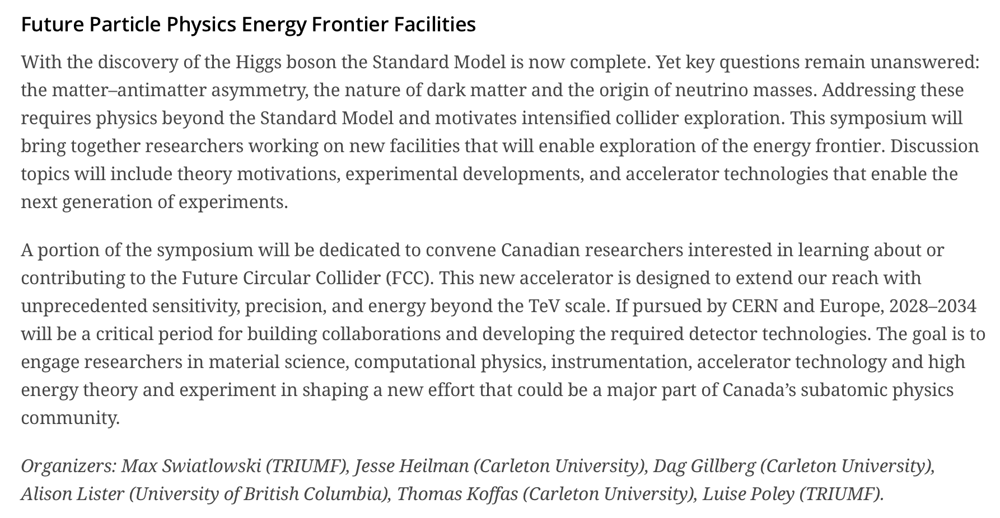 Future Particle Physics Energy Frontier Facilities
With the discovery of the Higgs boson the Standard Model is now complete. Yet key questions remain unanswered:
the matter–antimatter asymmetry, the nature of dark matter and the origin of neutrino masses. Addressing these
requires physics beyond the Standard Model and motivates intensified collider exploration. This symposium will
bring together researchers working on new facilities that will enable exploration of the energy frontier. Discussion
topics will include theory motivations, experimental developments, and accelerator technologies that enable the
next generation of experiments.
A portion of the symposium will be dedicated to convene Canadian researchers interested in learning about or
contributing to the Future Circular Collider (FCC). This new accelerator is designed to extend our reach with
unprecedented sensitivity, precision, and energy beyond the TeV scale. If pursued by CERN and Europe, 2028–2034
will be a critical period for building collaborations and developing the required detector technologies. The goal is to
engage researchers in material science, computational physics, instrumentation, accelerator technology and high
energy theory and experiment in shaping a new effort that could be a major part of Canada’s subatomic physics
community.
Organizers: Max Swiatlowski (TRIUMF), Jesse Heilman (Carleton University), Dag Gillberg (Carleton University),
Alison Lister (University of British Columbia), Thomas Koffas (Carleton University), Luise Poley (TRIUMF).